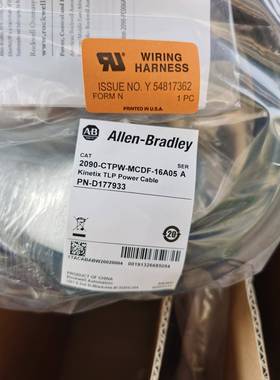 WIRING
HARNESS
ISSUE NO. Y 54817362
FORM N
1 PC
PRINTED IN U.S.A.
AB
Allen-Bradley
CAT
SER
2090-CTPW-MCDF-16A05 A
Kinetix TLP Power Cable
PN-D177933
20
PRODUCT OF CHINA